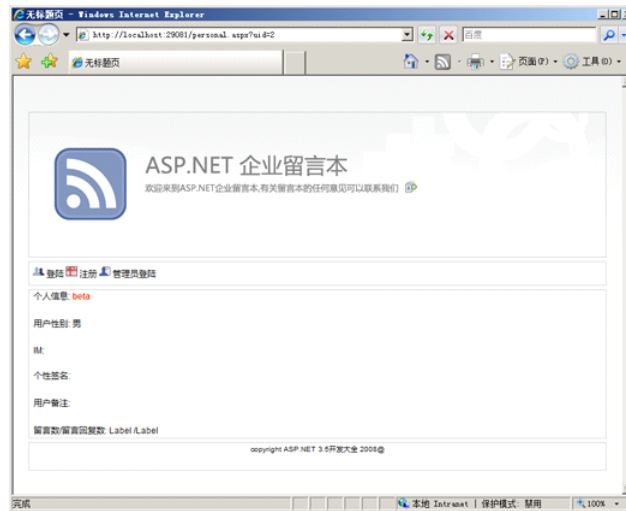 无标题页 - Windows Internet Explorer
http://localhost:29081/personal.aspx?uid=2
百度
无标题页
页面(P)
工具(O)
ASP.NET 企业留言本
欢迎来到ASP.NET企业留言本,有关留言本的任何意见可以联系我们
登陆 注册 管理员登陆
个人信息: beta
用户性别: 男
IM:
个性签名:
用户备注:
留言数/留言回复数: Label /Label
copyright ASP.NET 3.5开发大全 2008@
完成
本地 Intranet | 保护模式: 禁用
100%